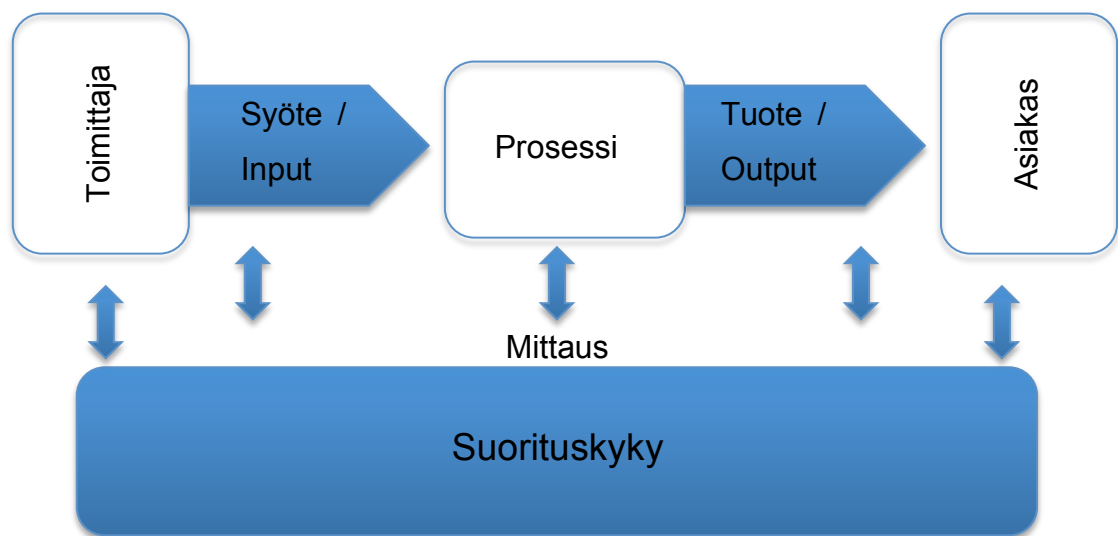 Toimittaja
Syöte /
Input
Prosessi
Tuote /
Output
Asiakas
Mittaus
Suorituskyky